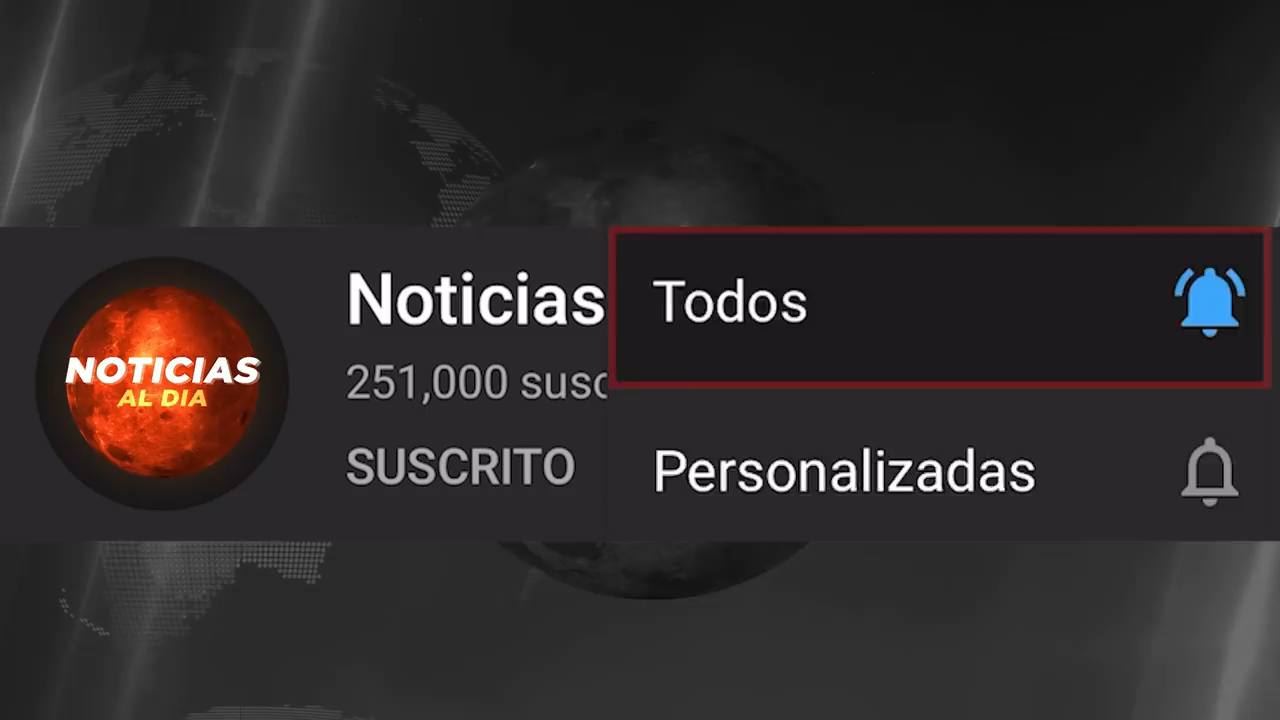 NOTICIAS
AL DIA
Noticias
251,000 susc
SUSCRITO
Todos
Personalizadas